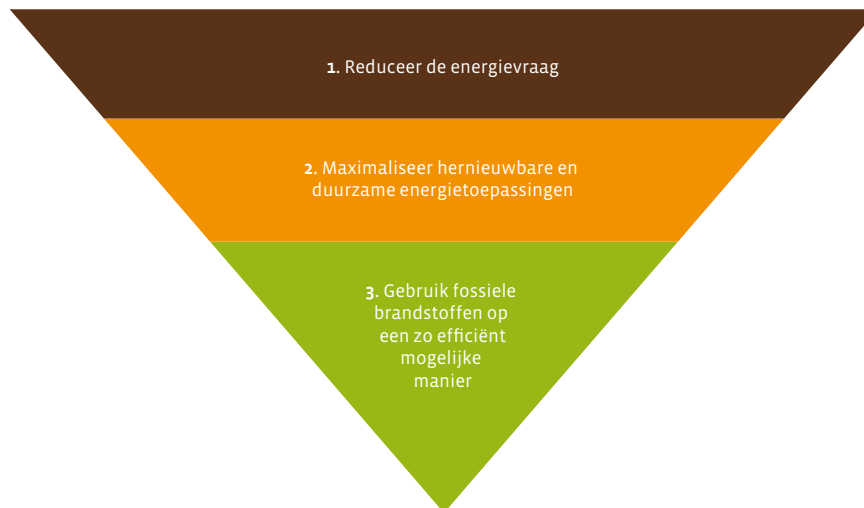 1. Reduceer de energievraag
2. Maximaliseer hernieuwbare en
duurzame energietoepassingen
3. Gebruik fossiele
brandstoffen op
een zo efficiënt
mogelijke
manier